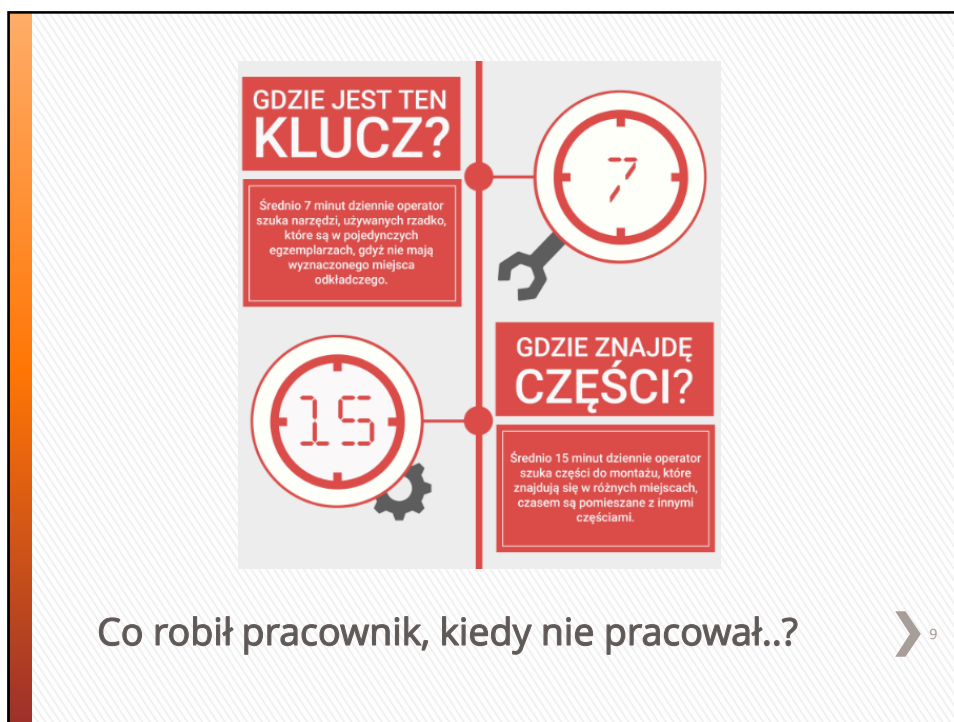 GDZIE JEST TEN
KLUCZ?
Średnio 7 minut dziennie operator
szuka narzędzi, używanych rzadko,
które są w pojedynczych
egzemplarzach, gdyż nie mają
wyznaczonego miejsca
odkładczego.
7
15
GDZIE ZNAJDĘ
CZĘŚCI?
Średnio 15 minut dziennie operator
szuka części do montażu, które
znajdują się w różnych miejscach,
czasem są pomieszane z innymi
częściami.
Co robił pracownik, kiedy nie pracował..?
9